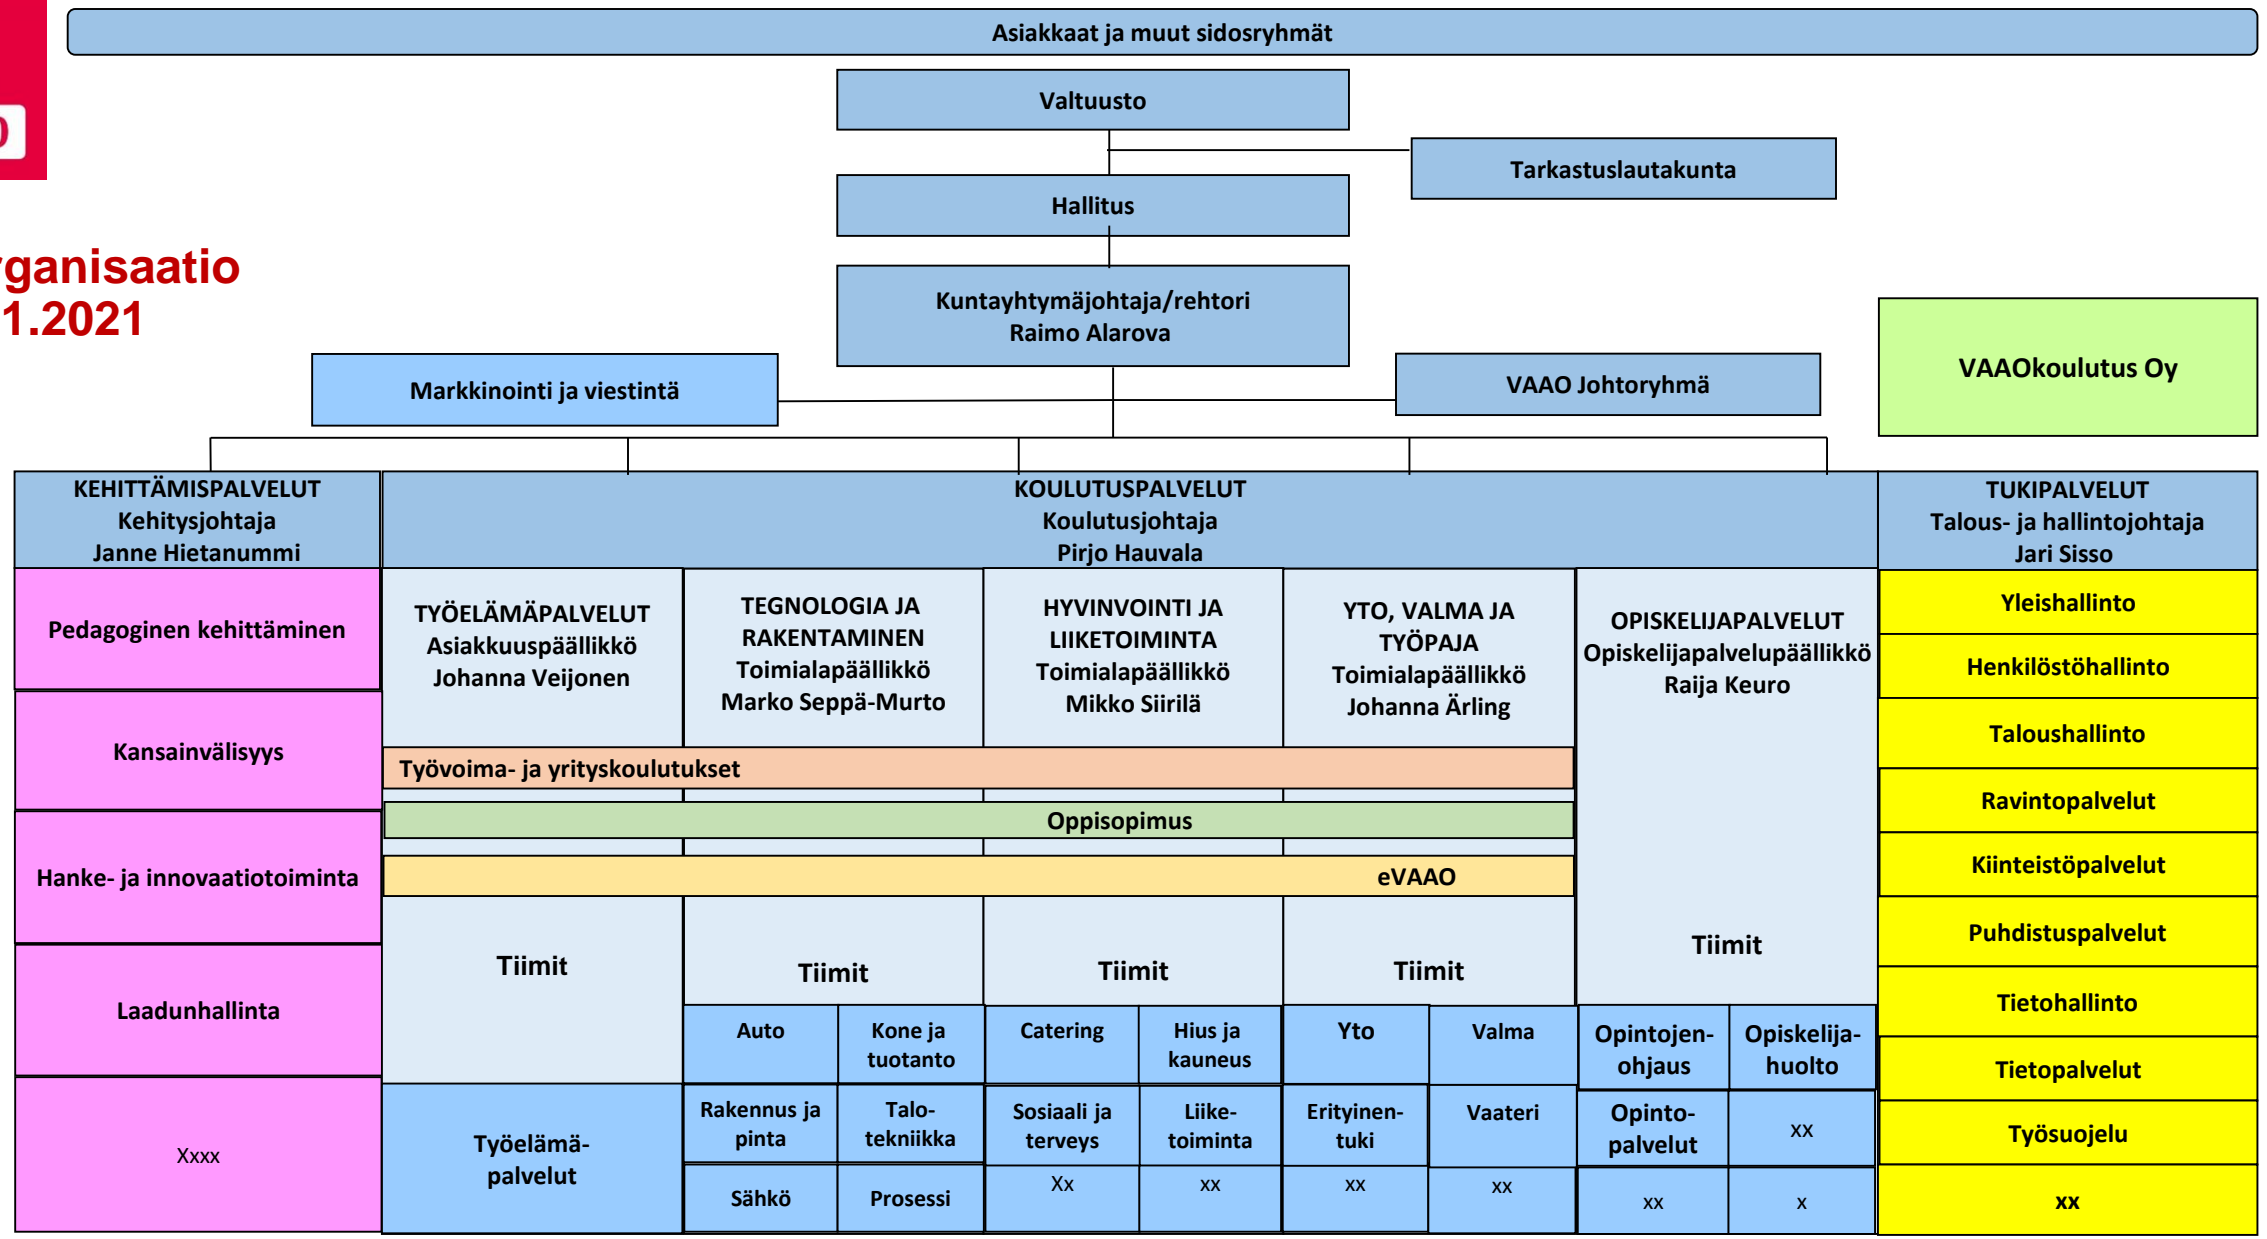 Asiakkaat ja muut sidosryhmät
Valtuusto
Tarkastuslautakunta
Hallitus
rganisaatio
1.2021
Kuntayhtymäjohtaja/rehtori
Raimo Alarova
VAAOkoulutus Oy
Markkinointi ja viestintä
VAAO Johtoryhmä
KEHITTÄMISPALVELUT
Kehitysjohtaja
Janne Hietanummi
KOULUTUSPALVELUT
Koulutusjohtaja
Pirjo Hauvala
TUKIPALVELUT
Talous- ja hallintojohtaja
Jari Sisso
Pedagoginen kehittäminen
Kansainvälisyys
Hanke- ja innovaatiotoiminta
Laadunhallinta
Xxxx
TYÖELÄMÄPALVELUT
Asiakkuuspäällikkö
Johanna Veijonen
TEGNOLOGIA JA
RAKENTAMINEN
Toimialapäällikkö
Marko Seppä-Murto
HYVINVOINTI JA
LIIKETOIMINTA
Toimialapäällikkö
Mikko Siirilä
YTO, VALMA JA
TYÖPAJA
Toimialapäällikkö
Johanna Ärling
OPISKELIJAPALVELUT
Opiskelijapalvelupäällikkö
Raija Keuro
Työvoima- ja yrityskoulutukset
Oppisopimus
eVAAO
Tiimit
Työelämä-
palvelut
Tiimit
Auto
Kone ja
tuotanto
Rakennus ja
pinta
Talo-
tekniikka
Sähkö
Prosessi
Tiimit
Catering
Hius ja
kauneus
Sosiaali ja
terveys
Liike-
toiminta
Xx
xx
Tiimit
Yto
Valma
Erityinen-
tuki
Vaateri
xx
xx
Tiimit
Opintojen-
ohjaus
Opiskelija-
huolto
Opinto-
palvelut
xx
xx
x
Yleishallinto
Henkilöstöhallinto
Taloushallinto
Ravintopalvelut
Kiinteistöpalvelut
Puhdistuspalvelut
Tietohallinto
Tietopalvelut
Työsuojelu
xx